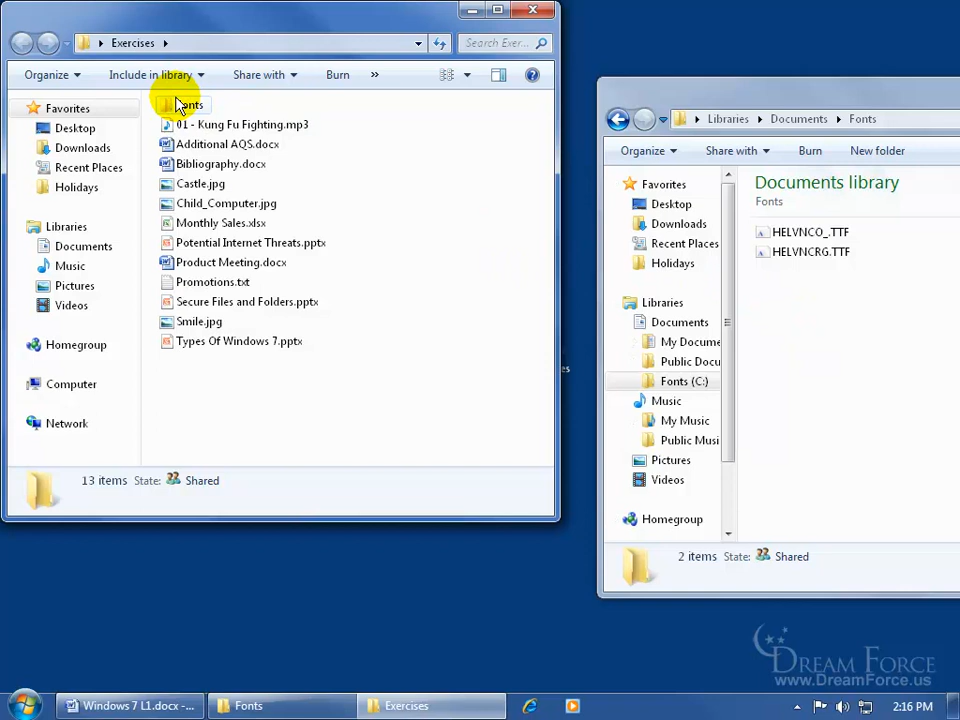 Exercises
Search Exer...
Organize
Include in library
Share with
Burn
»
Favorites
Desktop
Downloads
Recent Places
Holidays
Libraries
Documents
Music
Pictures
Videos
Homegroup
Computer
Network
Fonts
01 - Kung Fu Fighting.mp3
Additional AQS.docx
Bibliography.docx
Castle.jpg
Child_Computer.jpg
Monthly Sales.xlsx
Potential Internet Threats.pptx
Product Meeting.docx
Promotions.txt
Secure Files and Folders.pptx
Smile.jpg
Types Of Windows 7.pptx
13 items State: Shared
Libraries Documents Fonts
Organize
Share with
Burn
New folder
Favorites
Desktop
Downloads
Recent Places
Holidays
Libraries
Documents
My Docume
Public Docu
Fonts (C:)
Music
My Music
Public Musi
Pictures
Videos
Homegroup
Documents library
Fonts
HELVNCO_.TTF
HELVNCRG.TTF
2 items State: Shared
es
DREAM FORCE
www.DreamForce.us
Windows 7 L1.docx -...
Fonts
Exercises
2:16 PM